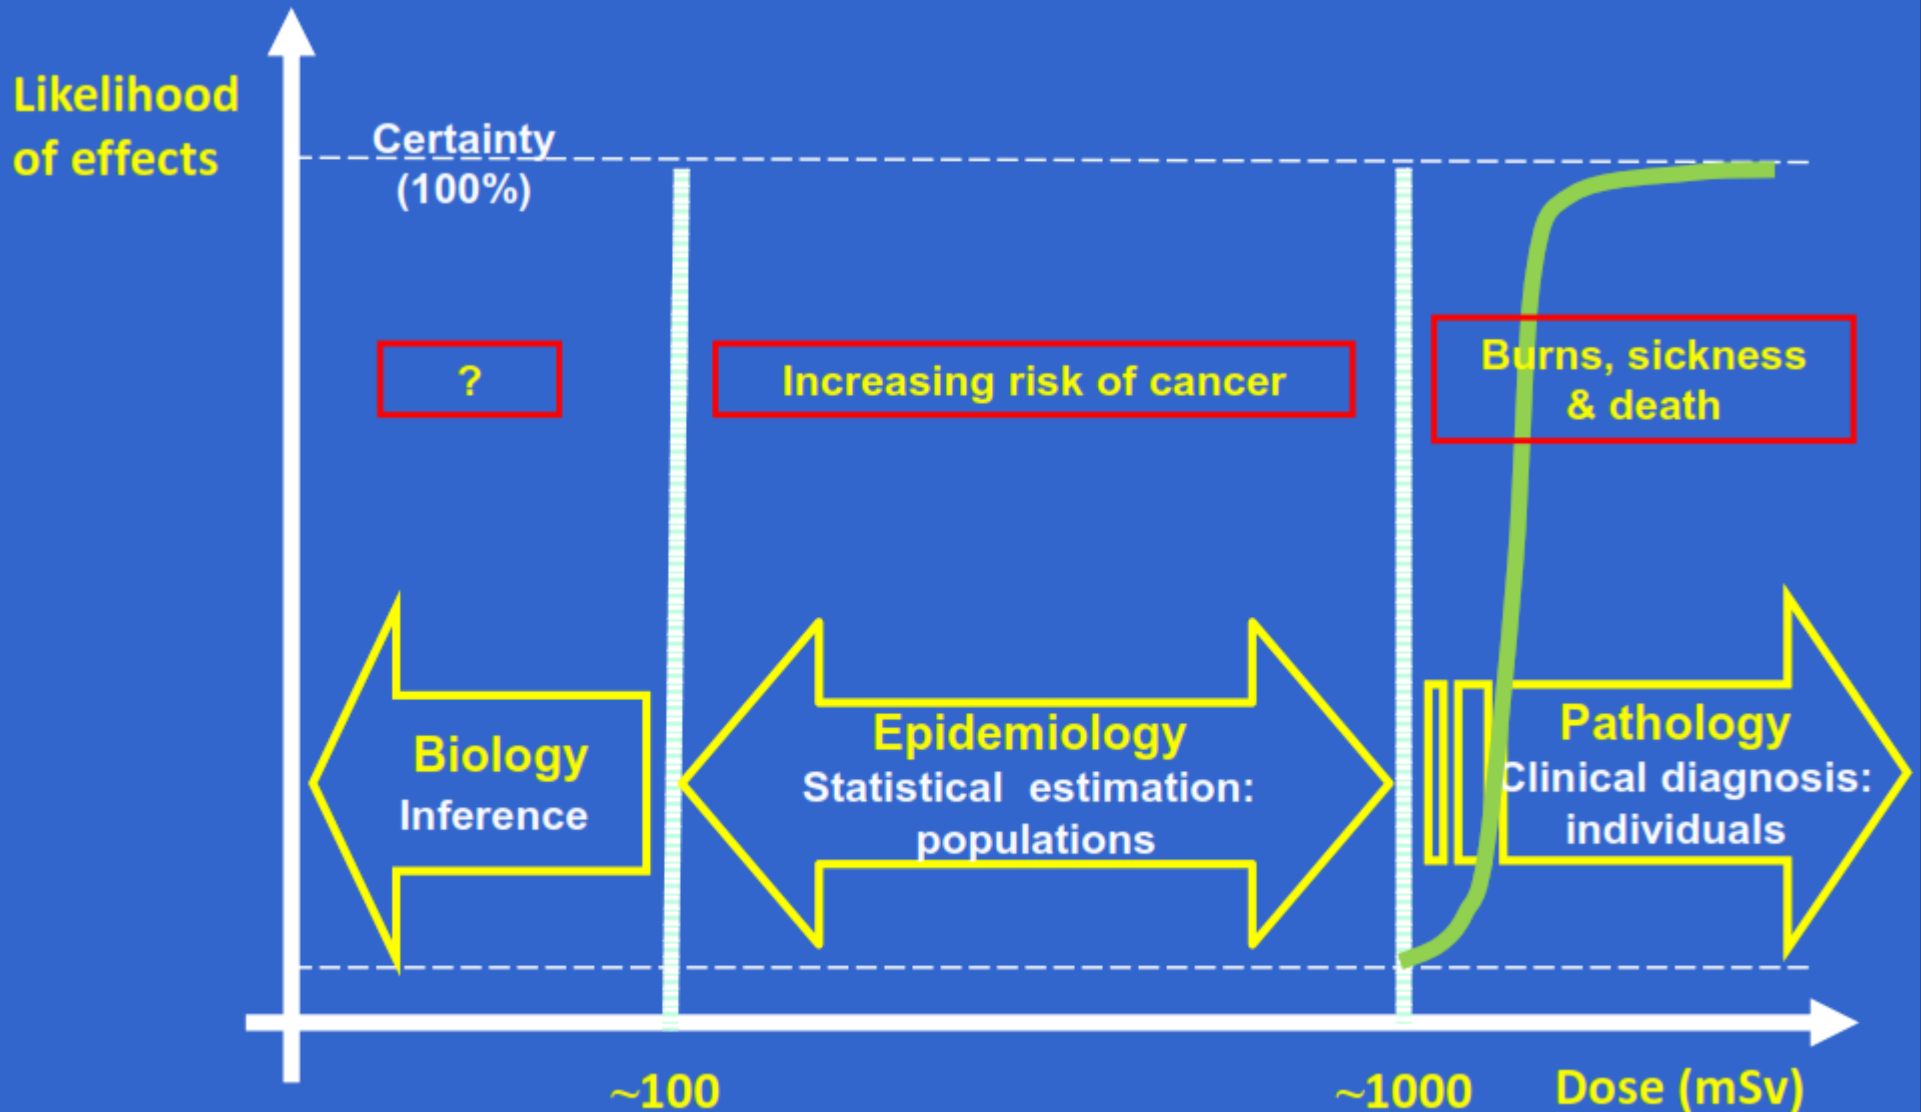 Likelihood
of effects
Certainty
(100%)
?
Increasing risk of cancer
Burns, sickness
& death
Biology
Inference
Epidemiology
Statistical estimation:
populations
Pathology
Clinical diagnosis:
individuals
~100
~1000
Dose (mSv)